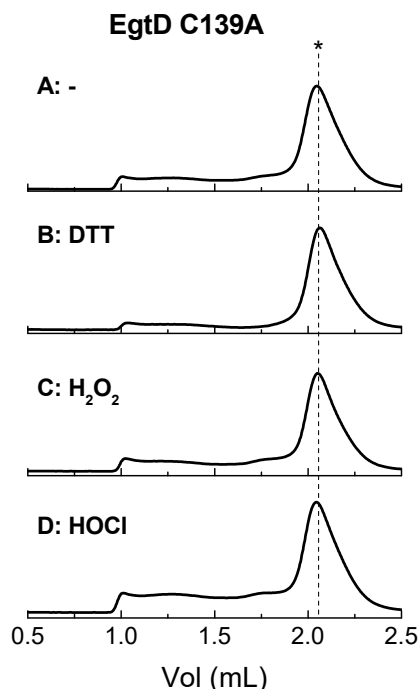 EgtD C139A
*
A: -
B: DTT
C: H₂O₂
D: HOCl
0.5 1.0 1.5 2.0 2.5
Vol (mL)